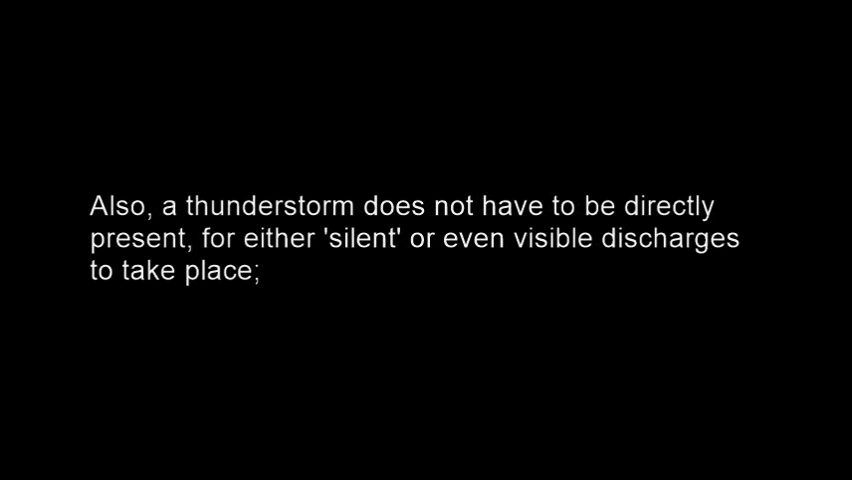 Also, a thunderstorm does not have to be directly
present, for either 'silent' or even visible discharges
to take place;